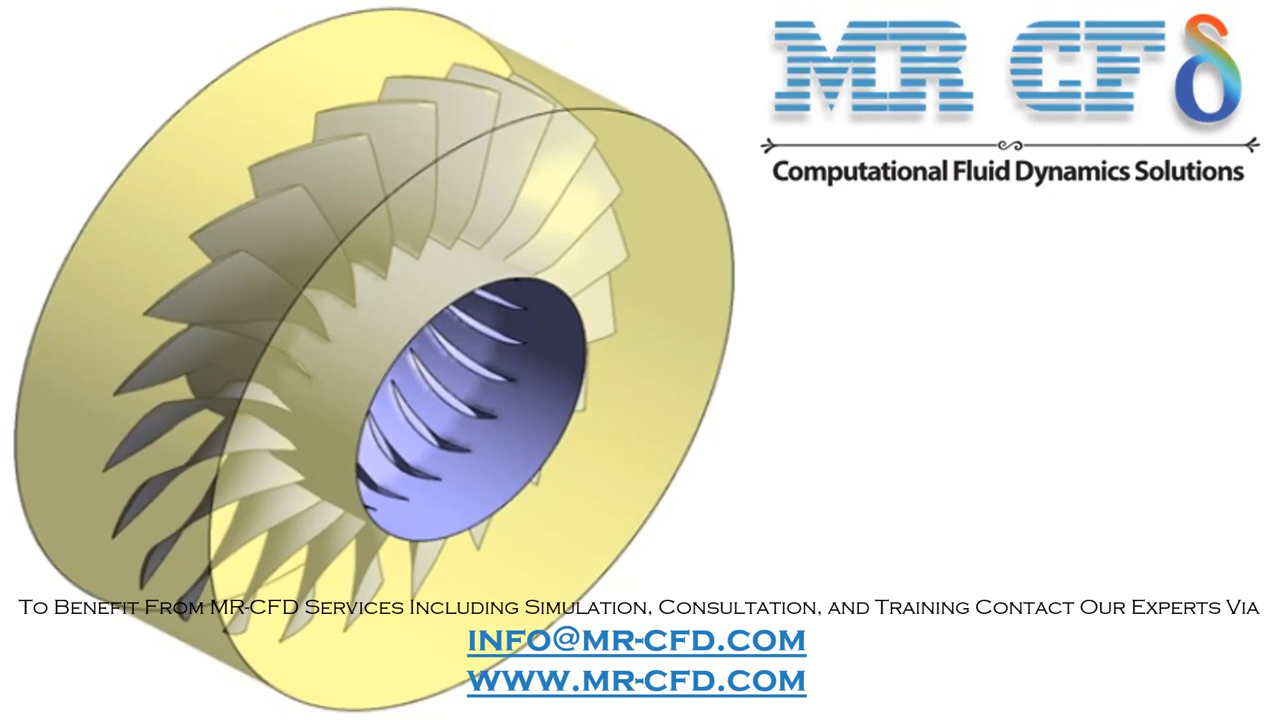 MR CFδ
Computational Fluid Dynamics Solutions
To Benefit From MR-CFD Services Including Simulation, Consultation, and Training Contact Our Experts Via
INFO@MR-CFD.COM
WWW.MR-CFD.COM